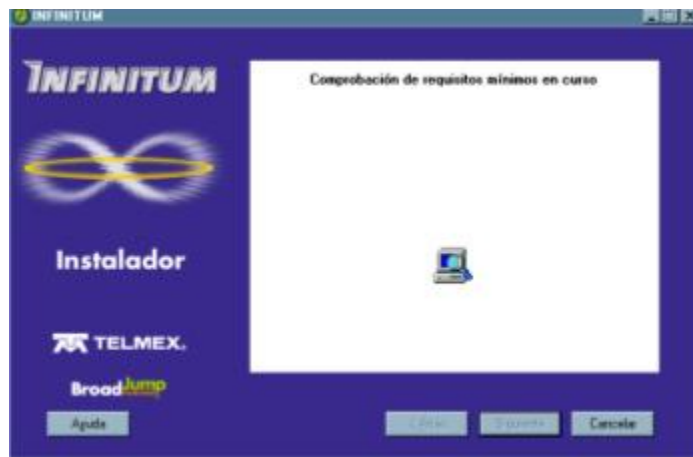 INFINITUM
INFINITUM
Comprobación de requisitos mínimos en curso
Instalador
TELMEX.
BroadJump
Ayuda
Cancelar